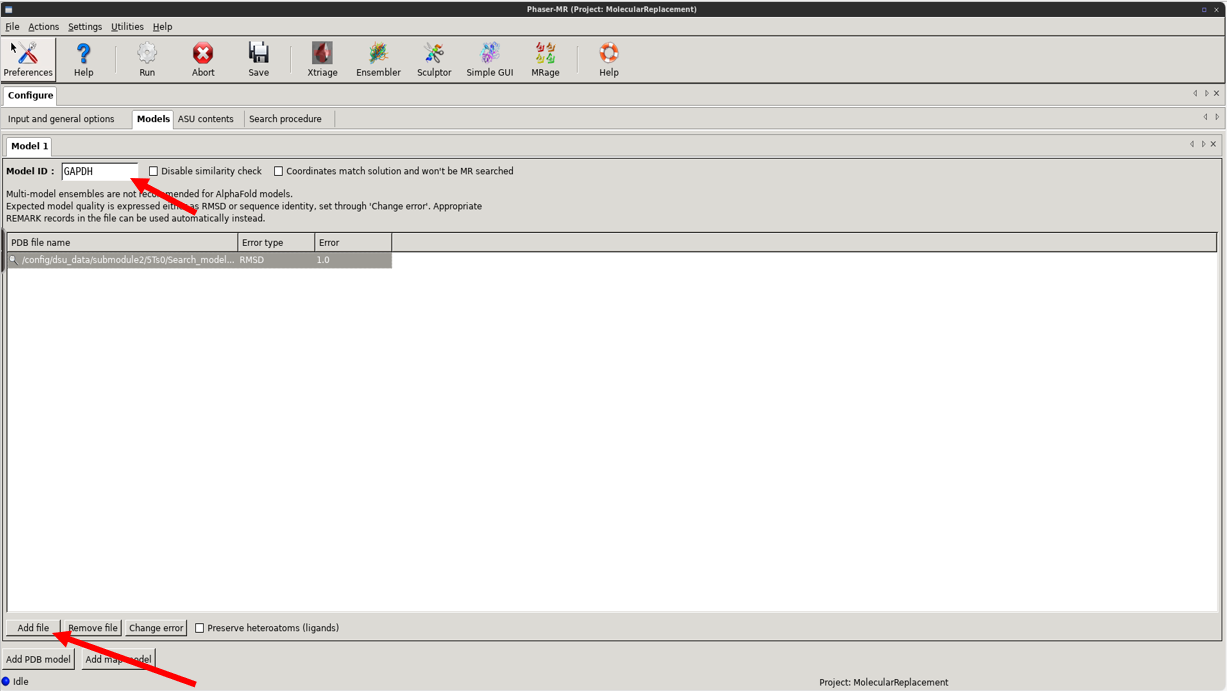 Phaser-MR (Project: MolecularReplacement)
File Actions Settings Utilities Help
Preferences Help Run Abort Save Xtriage Ensembler Sculptor Simple GUI MRage Help
Configure
Input and general options Models ASU contents Search procedure
Model 1
Model ID : GAPDH Disable similarity check Coordinates match solution and won't be MR searched
Multi-model ensembles are not recommended for AlphaFold models.
Expected model quality is expressed either as RMSD or sequence identity, set through 'Change error'. Appropriate
REMARK records in the file can be used automatically instead.
PDB file name Error type Error
/config/dsu_data/submodule2/5Ts0/Search_model... RMSD 1.0
Add file Remove file Change error Preserve heteroatoms (ligands)
Add PDB model Add map model
Idle Project: MolecularReplacement